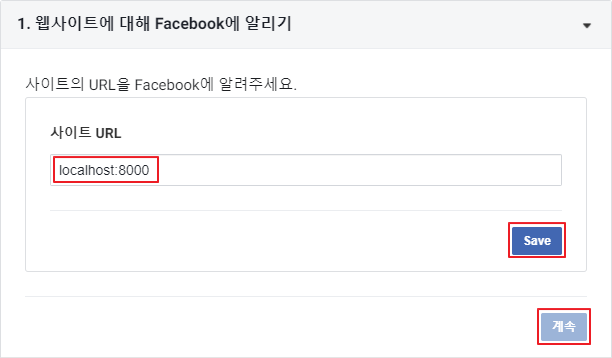 1. 웹사이트에 대해 Facebook에 알리기
사이트의 URL을 Facebook에 알려주세요.
사이트 URL
localhost:8000
Save
계속